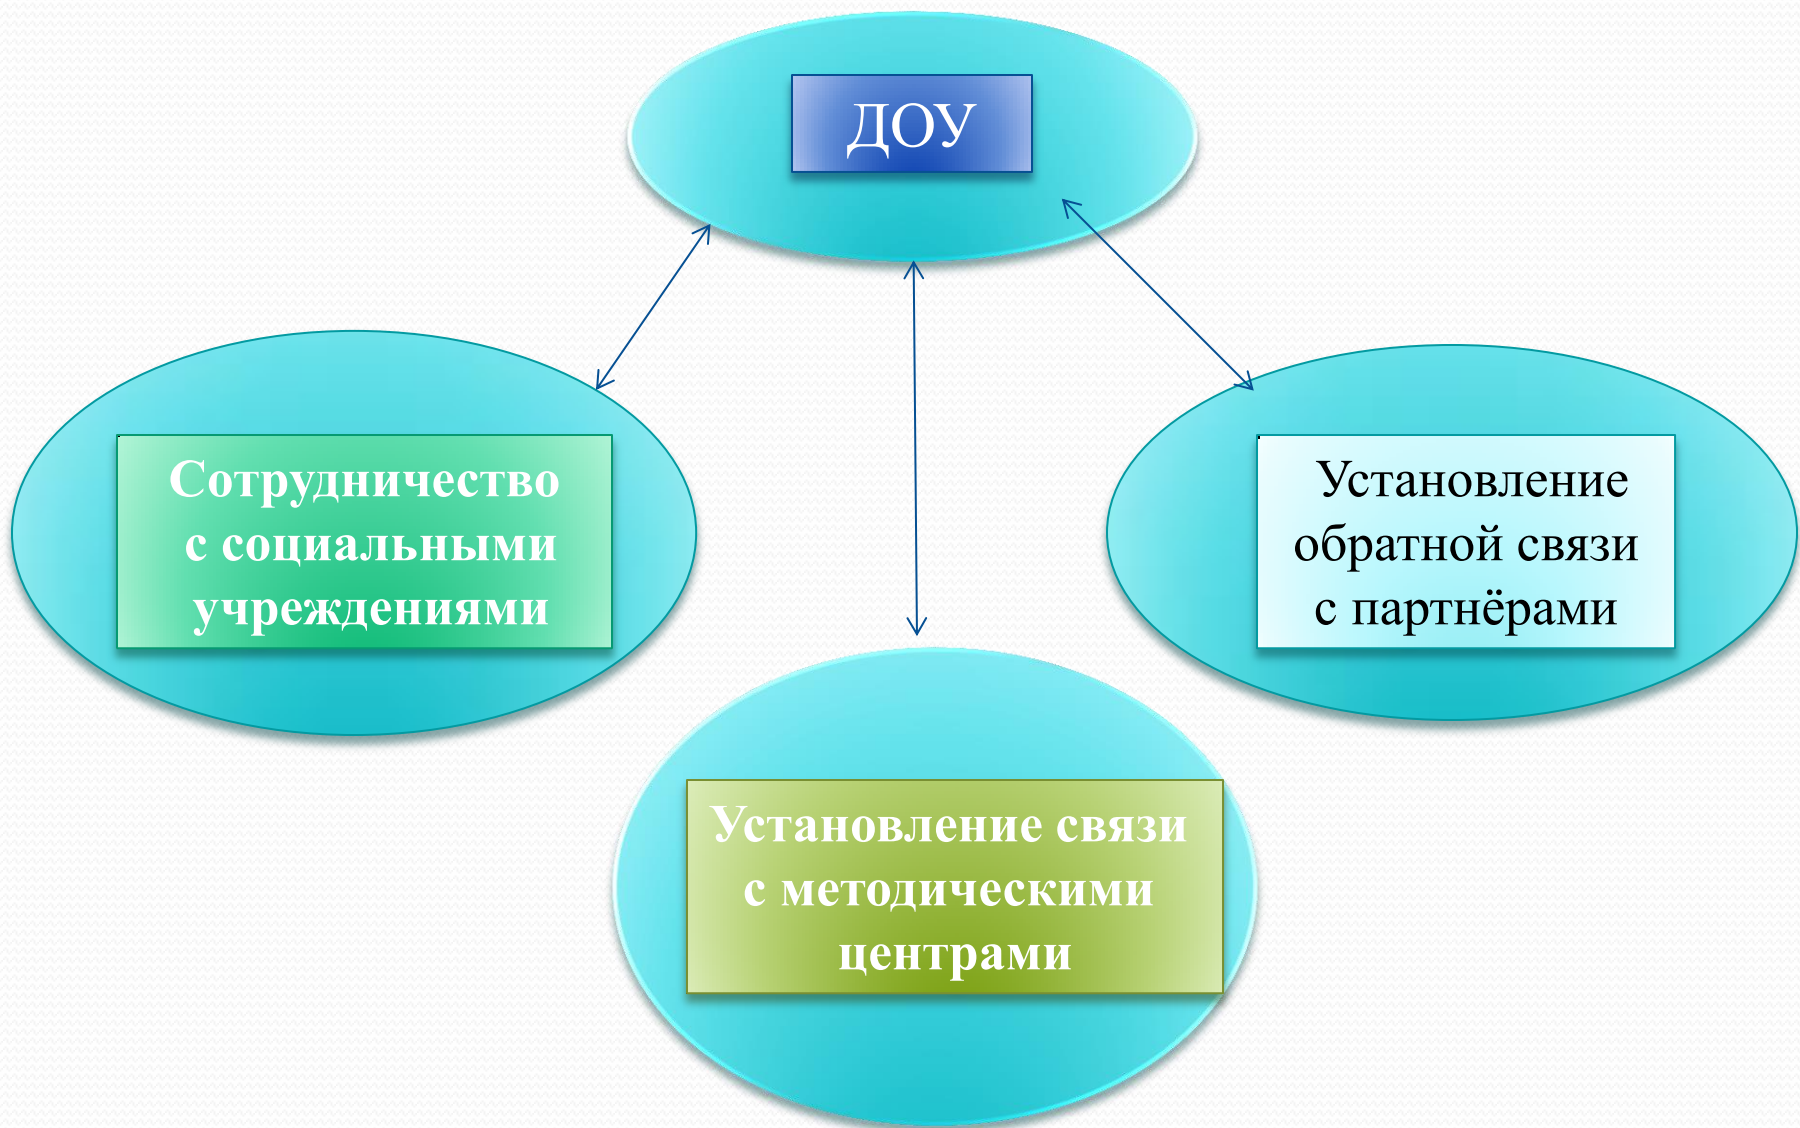 ДОУ
Сотрудничество
с социальными
учреждениями
Установление
обратной связи
с партнёрами
Установление связи
с методическими
центрами